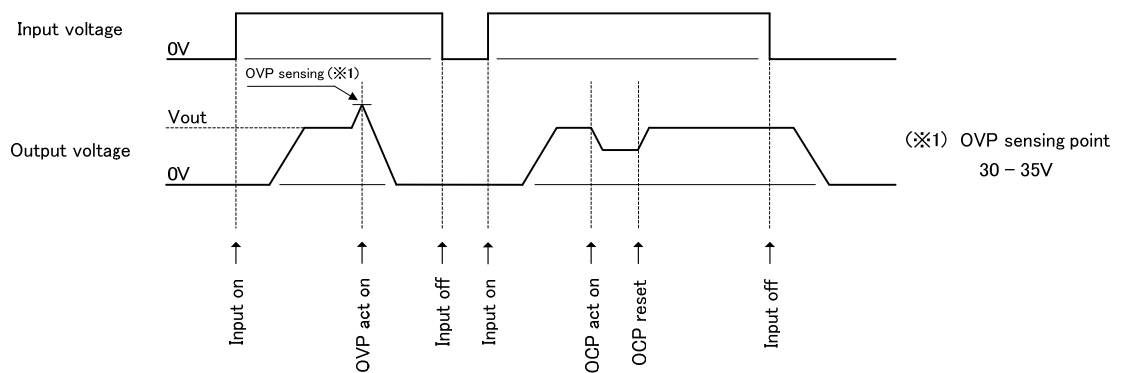 Input voltage
0V
OVP sensing (※1)
Vout
Output voltage
0V
(※1) OVP sensing point
30 – 35V
Input on
OVP act on
Input off
Input on
OCP act on
OCP reset
Input off